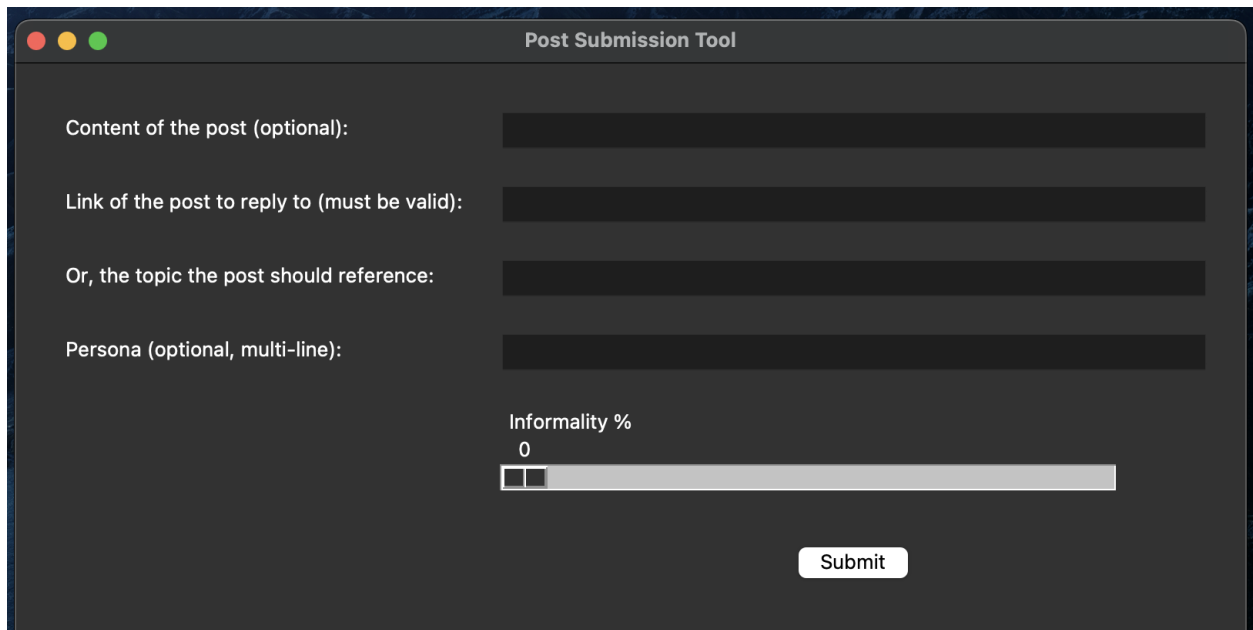 Post Submission Tool
Content of the post (optional):
Link of the post to reply to (must be valid):
Or, the topic the post should reference:
Persona (optional, multi-line):
Informality %
0
Submit